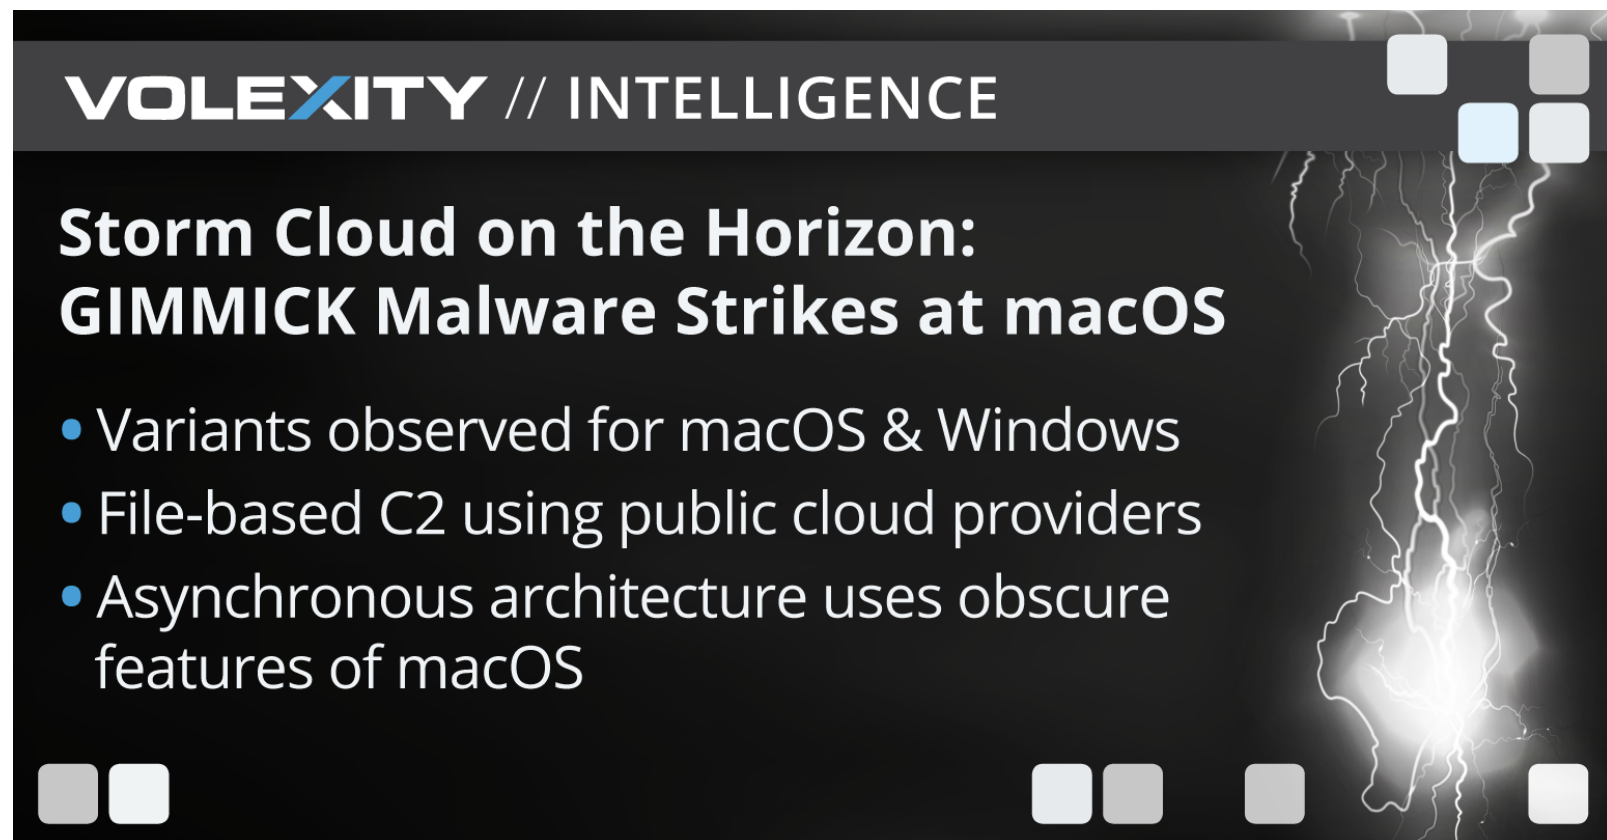 VOLEXITY // INTELLIGENCE
Storm Cloud on the Horizon:
GIMMICK Malware Strikes at macOS
• Variants observed for macOS & Windows
• File-based C2 using public cloud providers
• Asynchronous architecture uses obscure
features of macOS